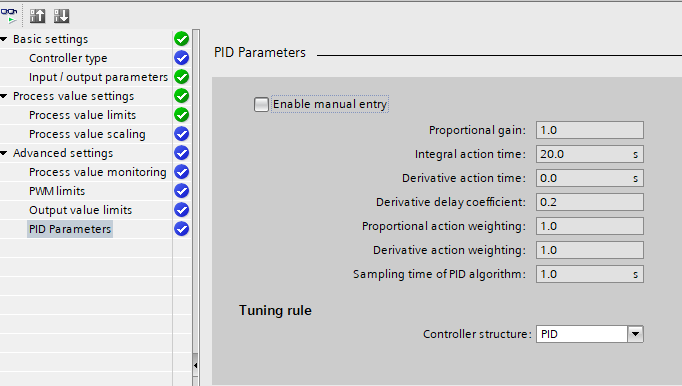 Basic settings
Controller type
Input / output parameters
Process value settings
Process value limits
Process value scaling
Advanced settings
Process value monitoring
PWM limits
Output value limits
PID Parameters
PID Parameters
Enable manual entry
Proportional gain: 1.0
Integral action time: 20.0 s
Derivative action time: 0.0 s
Derivative delay coefficient: 0.2
Proportional action weighting: 1.0
Derivative action weighting: 1.0
Sampling time of PID algorithm: 1.0 s
Tuning rule
Controller structure: PID